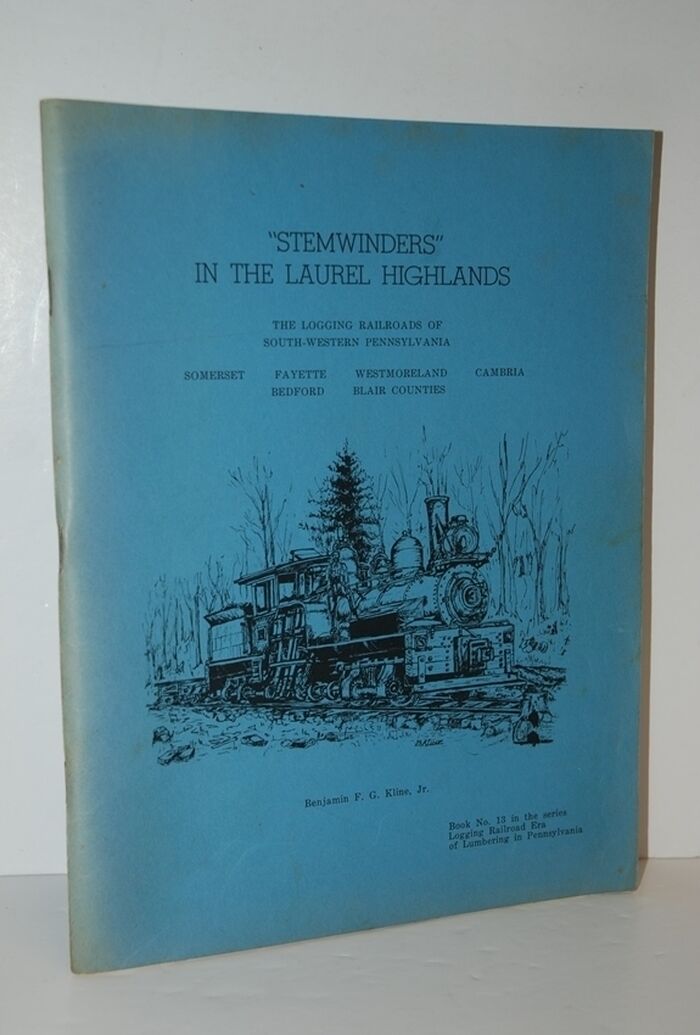 "STEMWINDERS"
IN THE LAUREL HIGHLANDS
THE LOGGING RAILROADS OF
SOUTH-WESTERN PENNSYLVANIA
SOMERSET FAYETTE WESTMORELAND CAMBRIA
BEDFORD BLAIR COUNTIES
Benjamin F. G. Kline, Jr.
Book No. 13 in the series
Logging Railroad Era
of Lumbering in Pennsylvania